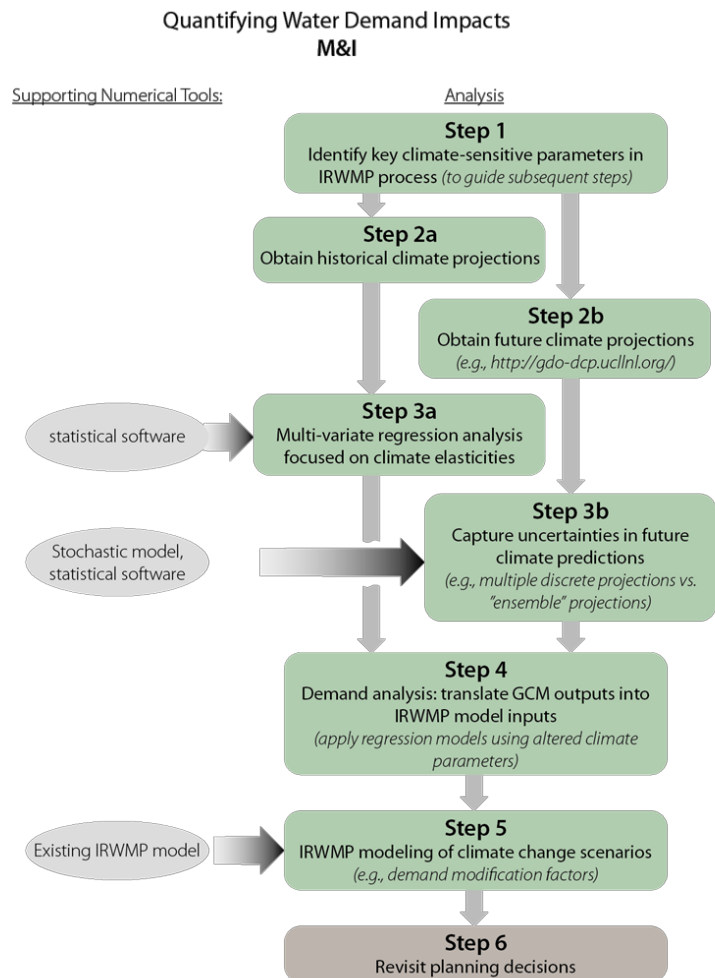 Quantifying Water Demand Impacts
M&I
Supporting Numerical Tools:
Analysis
Step 1
Identify key climate-sensitive parameters in
IRWMP process (to guide subsequent steps)
Step 2a
Obtain historical climate projections
Step 2b
Obtain future climate projections
(e.g., http://gdo-dcp.ucllnl.org/)
statistical software
Step 3a
Multi-variate regression analysis
focused on climate elasticities
Stochastic model,
statistical software
Step 3b
Capture uncertainties in future
climate predictions
(e.g., multiple discrete projections vs.
"ensemble" projections)
Step 4
Demand analysis: translate GCM outputs into
IRWMP model inputs
(apply regression models using altered climate
parameters)
Existing IRWMP model
Step 5
IRWMP modeling of climate change scenarios
(e.g., demand modification factors)
Step 6
Revisit planning decisions